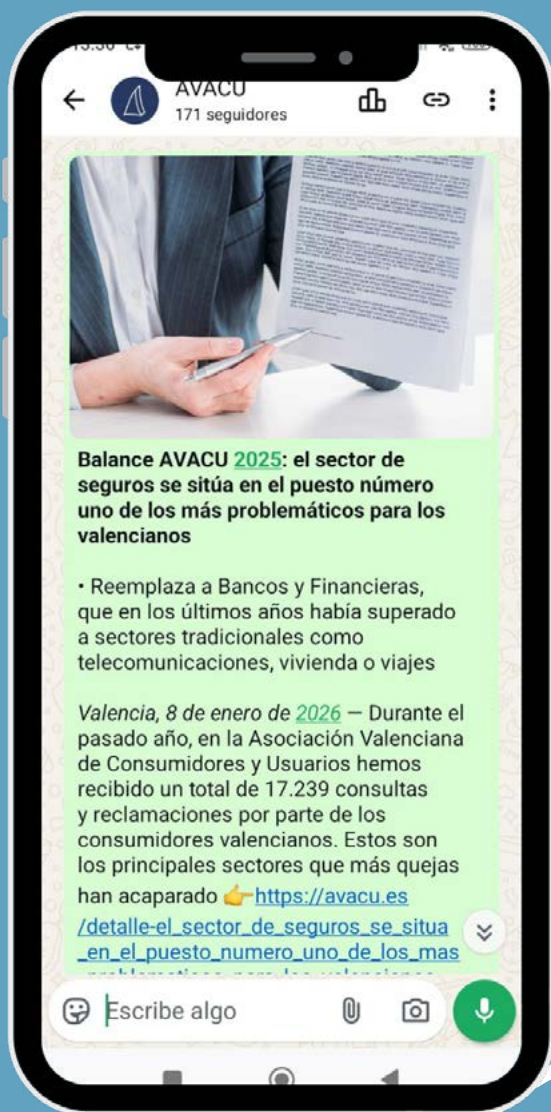 AVACU
171 seguidores
Balance AVACU 2025: el sector de
seguros se sitúa en el puesto número
uno de los más problemáticos para los
valencianos
• Reemplaza a Bancos y Financieras,
que en los últimos años había superado
a sectores tradicionales como
telecomunicaciones, vivienda o viajes
Valencia, 8 de enero de 2026 — Durante el
pasado año, en la Asociación Valenciana
de Consumidores y Usuarios hemos
recibido un total de 17.239 consultas
y reclamaciones por parte de los
consumidores valencianos. Estos son
los principales sectores que más quejas
han acaparado 👉https://avacu.es
/detalle-el_sector_de_seguros_se_situa
_en_el_puesto_numero_uno_de_los_mas
Escribe algo